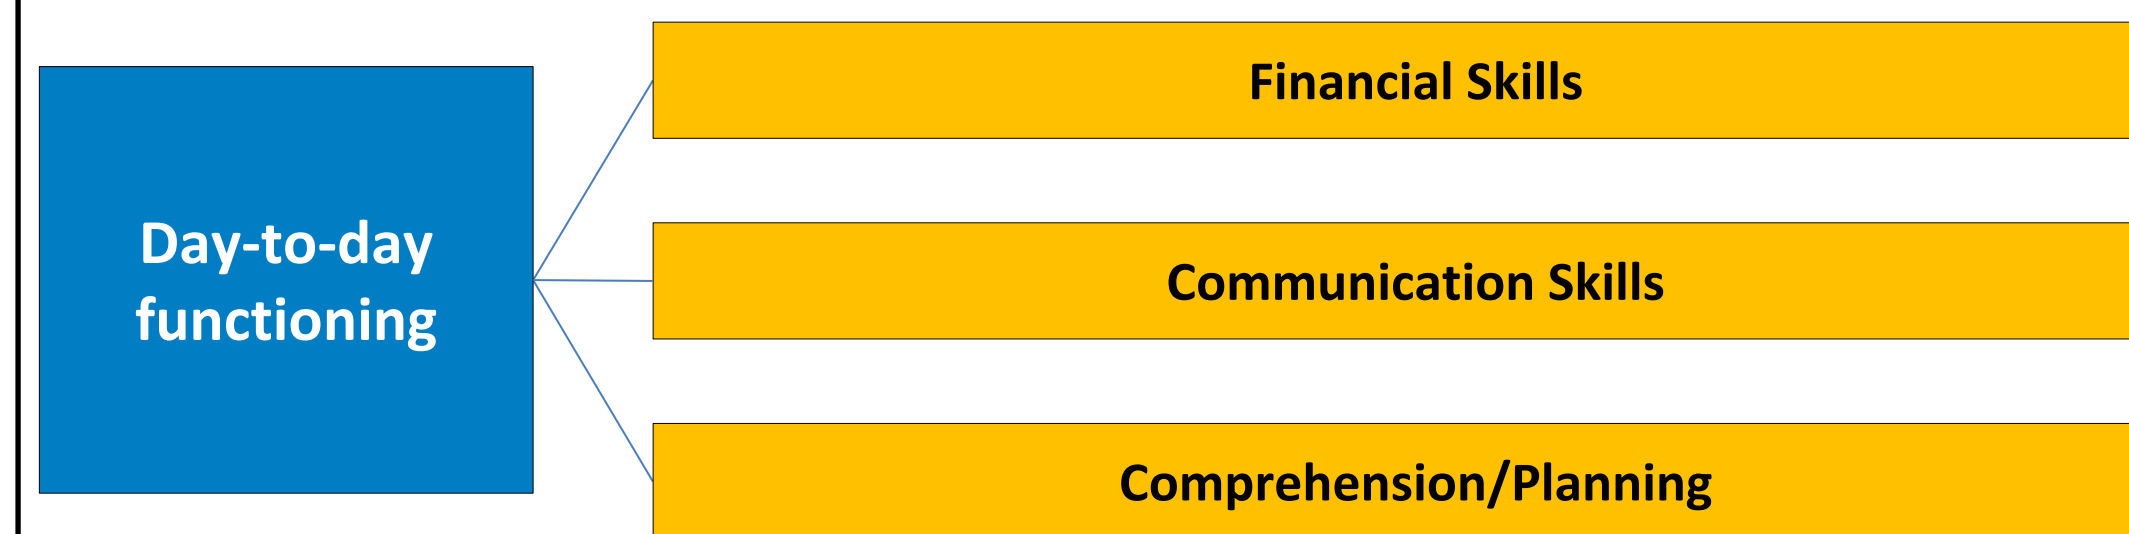 Financial Skills
Day-to-day
functioning
Communication Skills
Comprehension/Planning